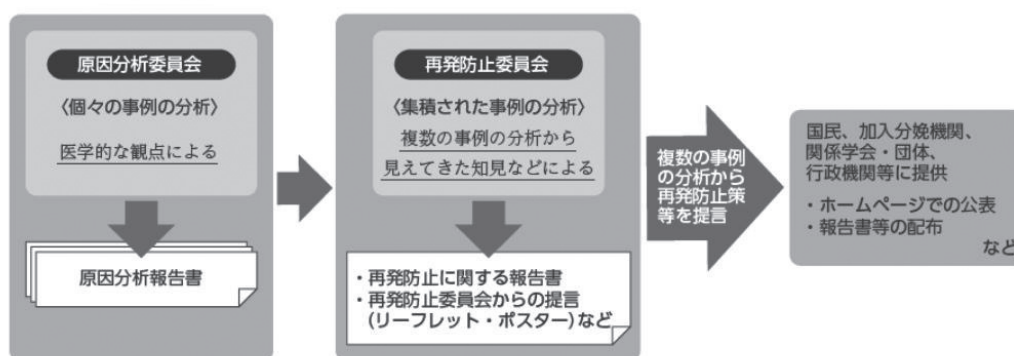 原因分析委員会
〈個々の事例の分析〉
医学的な観点による
原因分析報告書
再発防止委員会
〈集積された事例の分析〉
複数の事例の分析から
見えてきた知見などによる
・再発防止に関する報告書
・再発防止委員会からの提言
(リーフレット・ポスター)など
複数の事例
の分析から
再発防止策
等を提言
国民、加入分娩機関、
関係学会・団体、
行政機関等に提供
・ホームページでの公表
・報告書等の配布
など